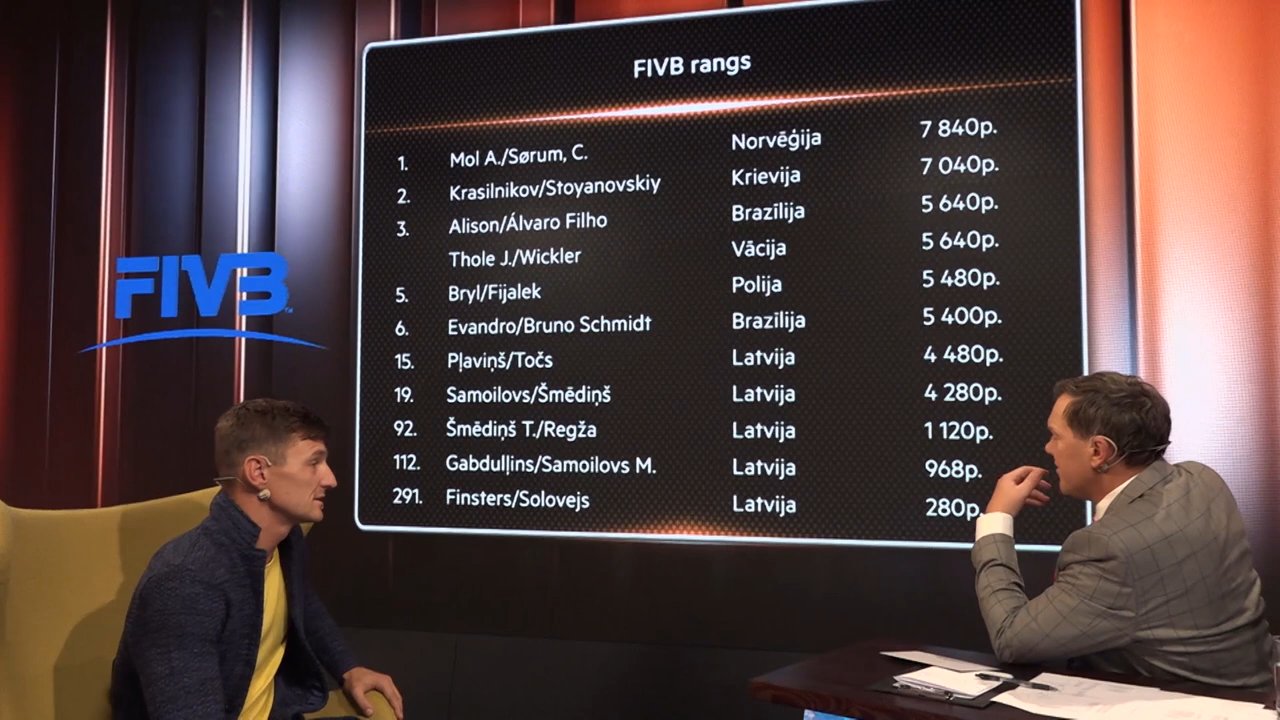 FIVB rangs
1. Mol A./Sørum, C. Norvēģija 7 840p.
2. Krasilnikov/Stoyanovskiy Krievija 7 040p.
3. Alison/Álvaro Filho Brazīlija 5 640p.
Thole J./Wickler Vācija 5 640p.
5. Bryl/Fijalek Polija 5 480p.
6. Evandro/Bruno Schmidt Brazīlija 5 400p.
15. Pļaviņš/Točs Latvija 4 480p.
19. Samoilovs/Šmēdiņš Latvija 4 280p.
92. Šmēdiņš T./Regža Latvija 1 120p.
112. Gabduļļins/Samoilovs M. Latvija 968p.
291. Finsters/Solovejs Latvija 280p.
FIVB